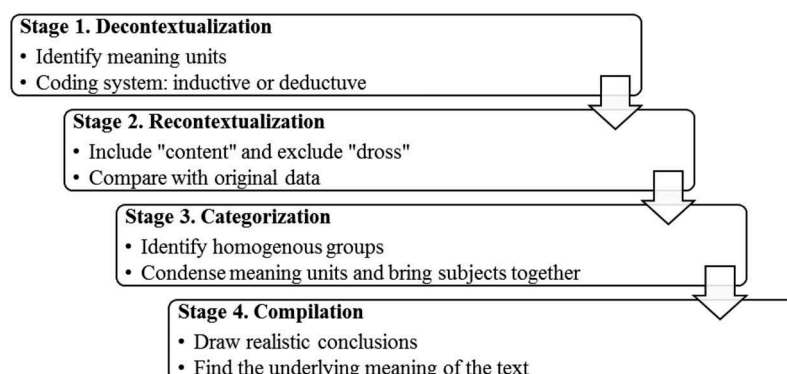 Stage 1. Decontextualization
• Identify meaning units
• Coding system: inductive or deductuve
Stage 2. Recontextualization
• Include "content" and exclude "dross"
• Compare with original data
Stage 3. Categorization
• Identify homogenous groups
• Condense meaning units and bring subjects together
Stage 4. Compilation
• Draw realistic conclusions
• Find the underlying meaning of the text